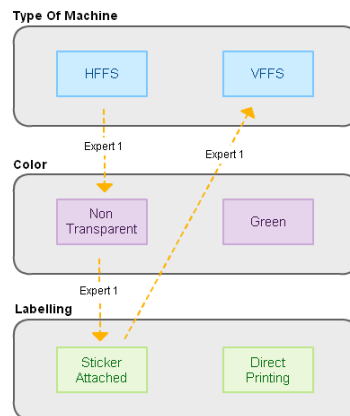 Type Of Machine
HFFS
VFFS
Expert 1
Expert 1
Color
Non
Transparent
Green
Expert 1
Labelling
Sticker
Attached
Direct
Printing